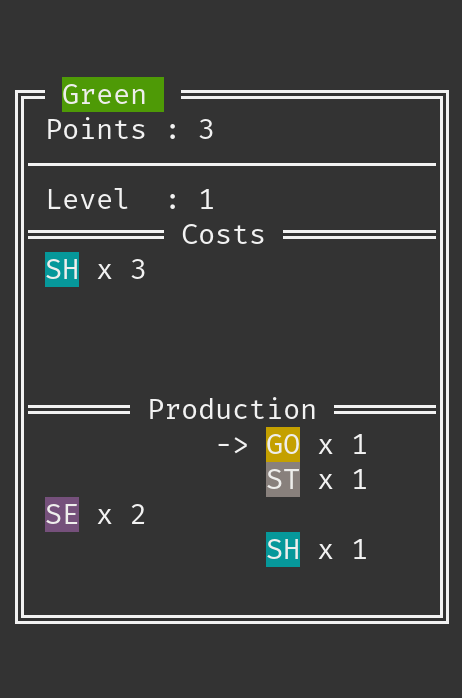 Green
Points : 3
Level : 1
Costs
SH x 3
Production
-> GO x 1
ST x 1
SE x 2
SH x 1